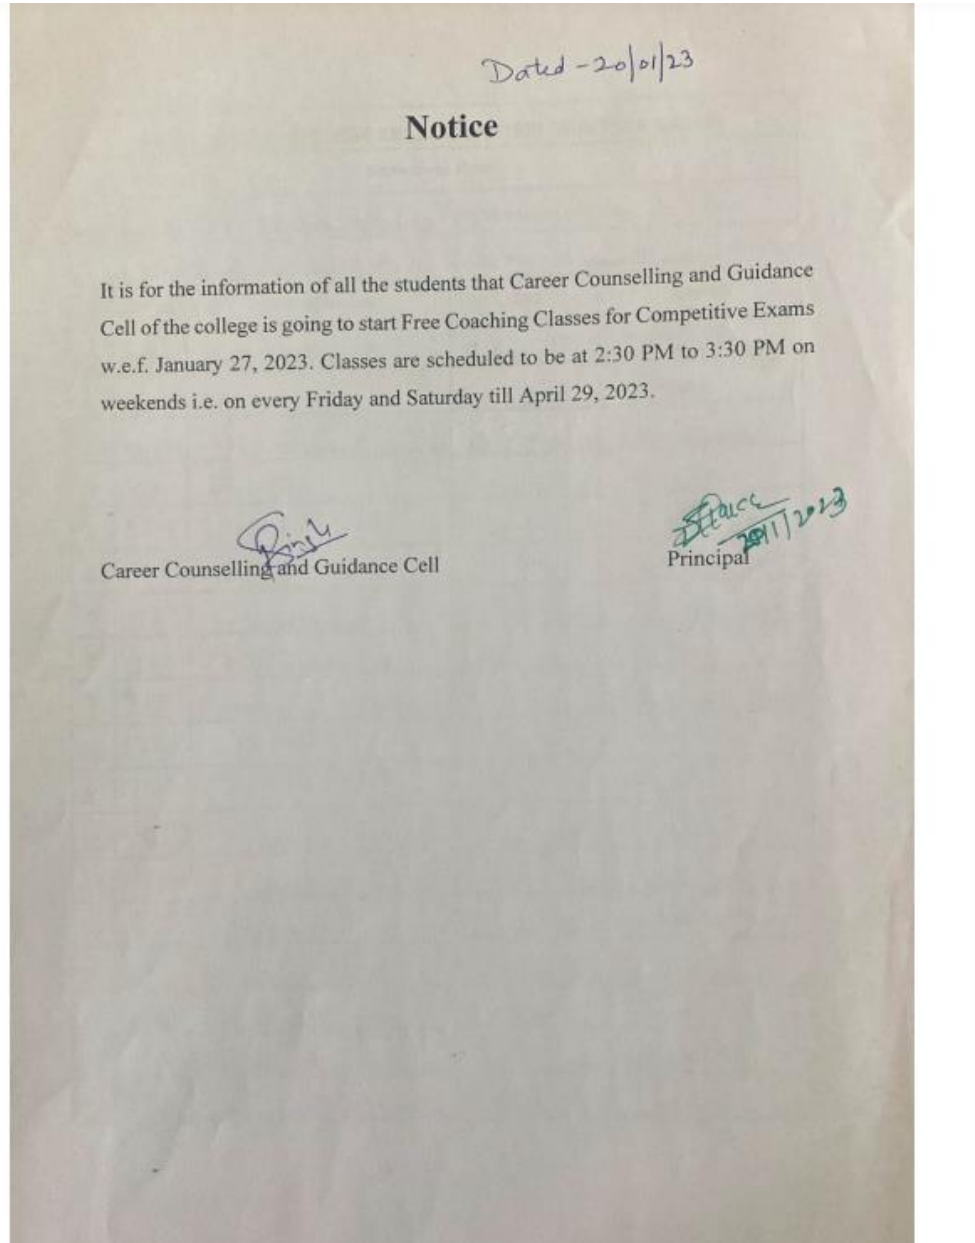 Dated - 20/01/23
Notice
It is for the information of all the students that Career Counselling and Guidance
Cell of the college is going to start Free Coaching Classes for Competitive Exams
w.e.f. January 27, 2023. Classes are scheduled to be at 2:30 PM to 3:30 PM on
weekends i.e. on every Friday and Saturday till April 29, 2023.
Singh
Career Counselling and Guidance Cell
Principal